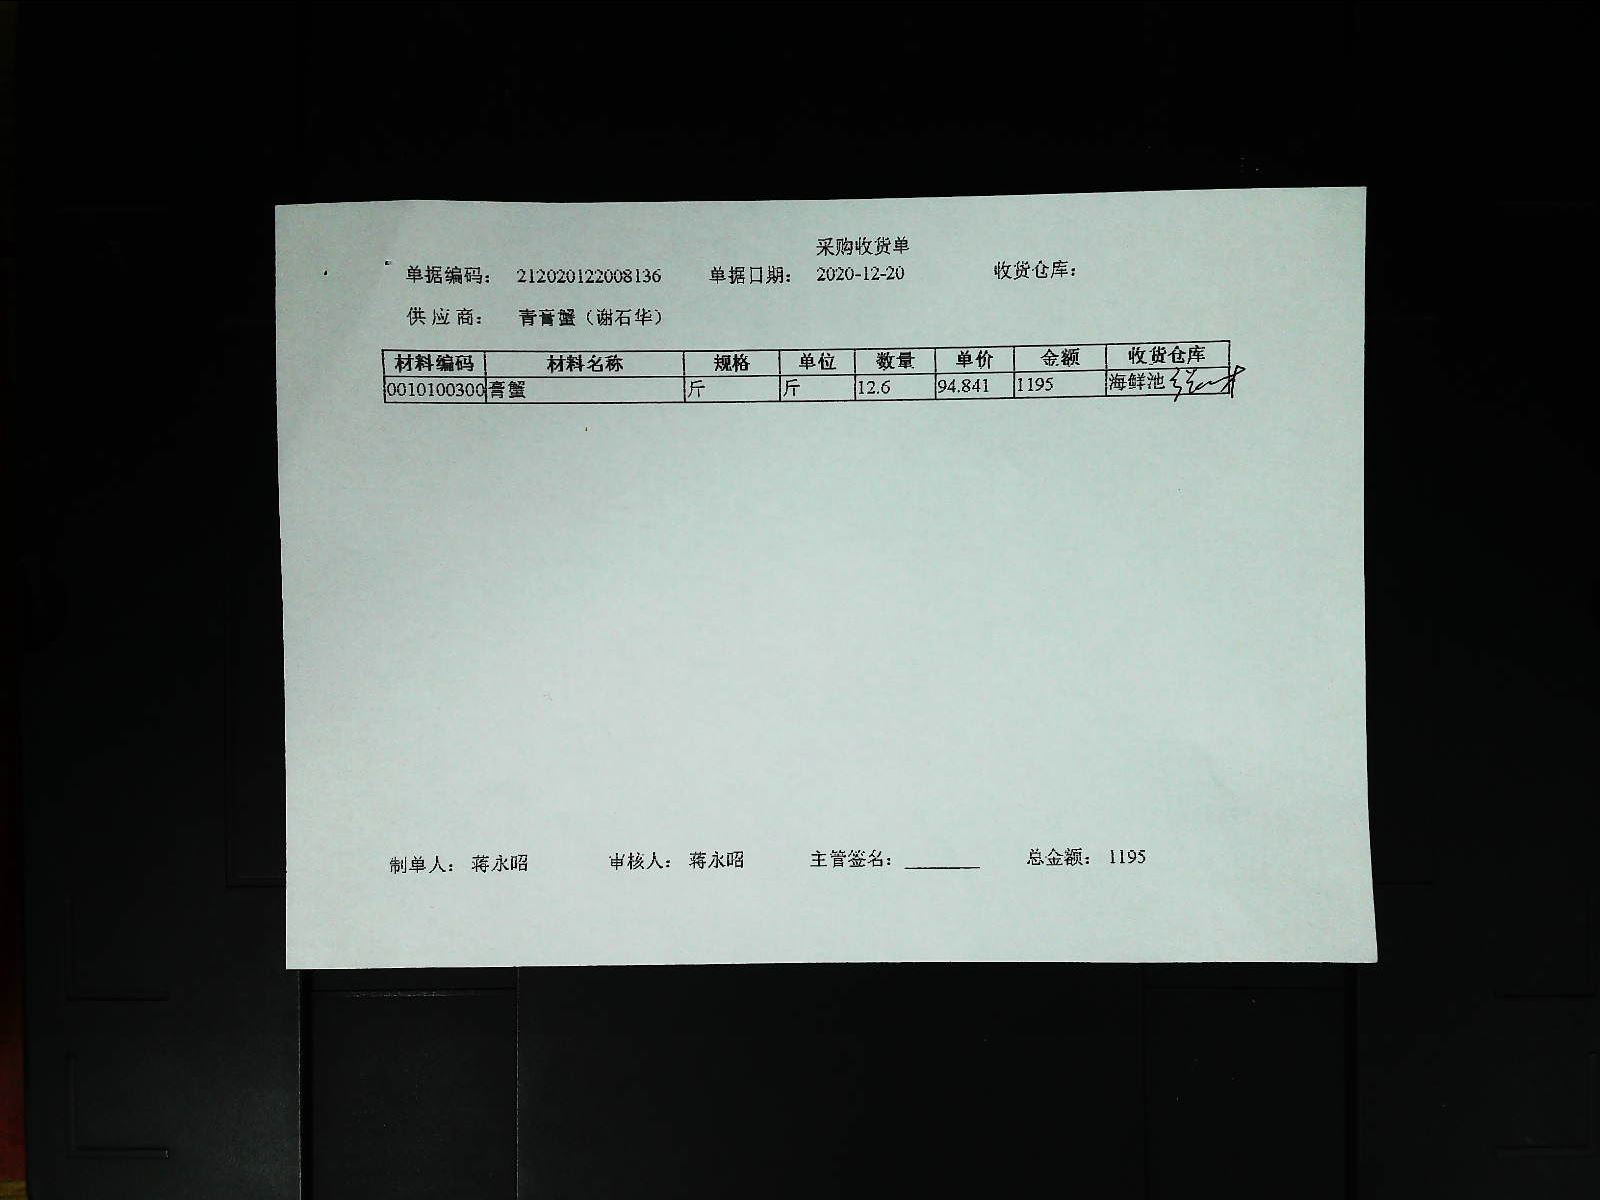 采购收货单
单据编码： 212020122008136 单据日期： 2020-12-20 收货仓库：
供应商： 青膏蟹（谢石华）
材料编码 材料名称 规格 单位 数量 单价 金额 收货仓库
0010100300 膏蟹 斤 斤 12.6 94.841 1195 海鲜池
制单人： 蒋永昭 审核人： 蒋永昭 主管签名： 总金额： 1195